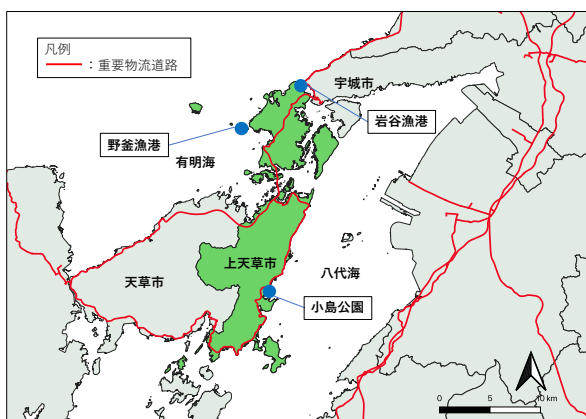 凡例
：重要物流道路
宇城市
岩谷漁港
野釜漁港
有明海
上天草市
八代海
天草市
小島公園
0 5 10 km